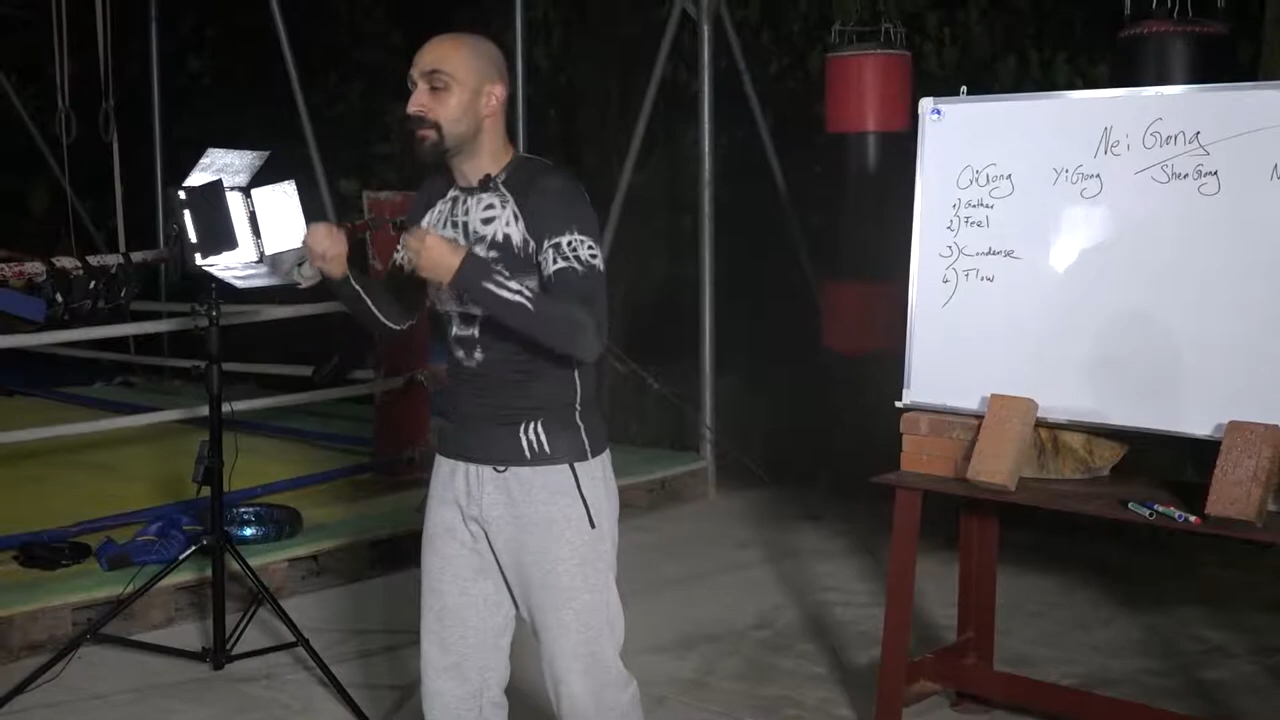 Nei Gong
QiGong YiGong ShenGong N
1) Gather
2) Feel
3) Condense
4) Flow